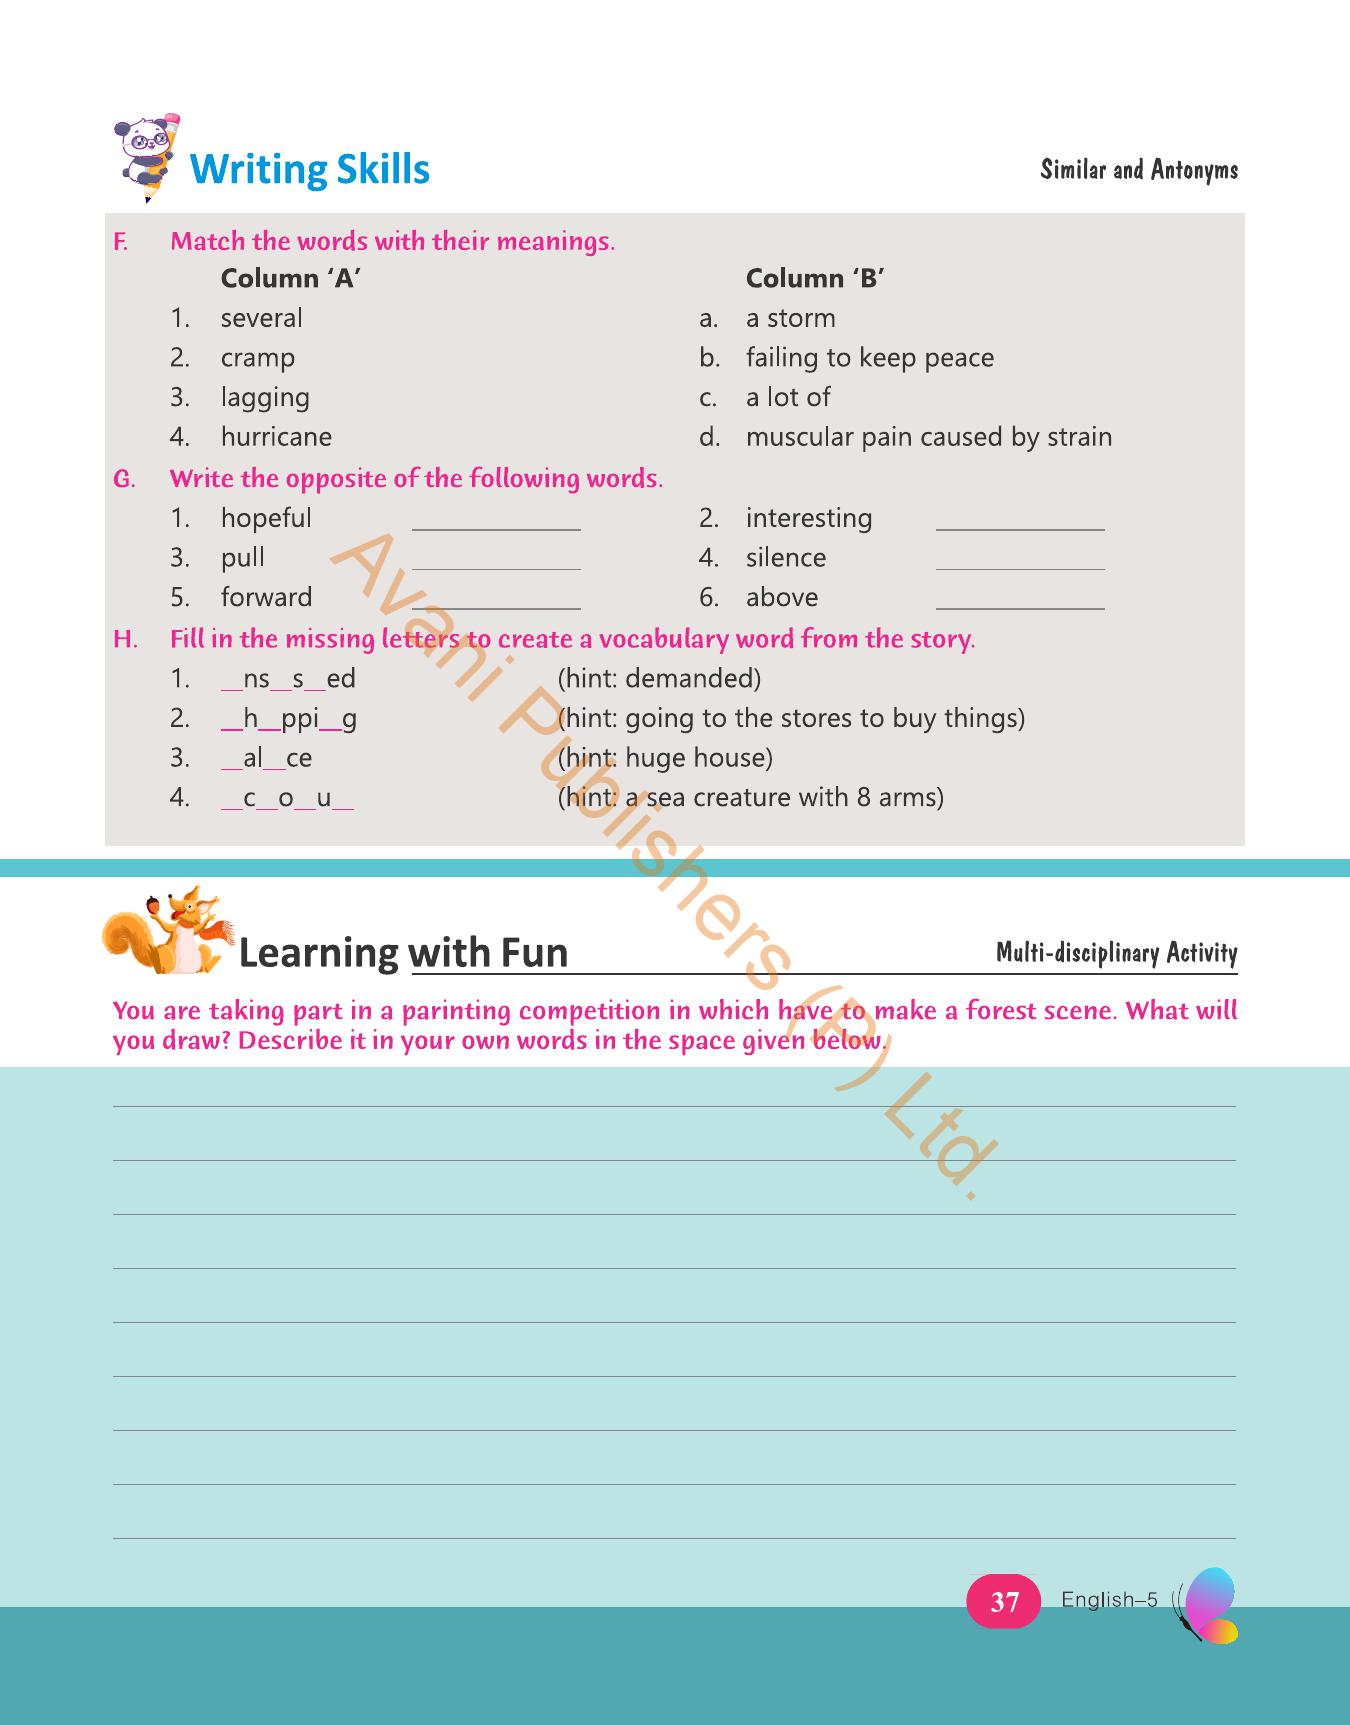 Writing Skills
Similar and Antonyms
F. Match the words with their meanings.
Column ‘A’ Column ‘B’
1. several a. a storm
2. cramp b. failing to keep peace
3. lagging c. a lot of
4. hurricane d. muscular pain caused by strain
G. Write the opposite of the following words.
1. hopeful ____________ 2. interesting ____________
3. pull ____________ 4. silence ____________
5. forward ____________ 6. above ____________
H. Fill in the missing letters to create a vocabulary word from the story.
1. __ns__s__ed (hint: demanded)
2. __h__ppi__g (hint: going to the stores to buy things)
3. __al__ce (hint: huge house)
4. __c__o__u__ (hint: a sea creature with 8 arms)
Avani Publishers (P) Ltd.
Learning with Fun
Multi-disciplinary Activity
You are taking part in a parinting competition in which have to make a forest scene. What will
you draw? Describe it in your own words in the space given below.
37 English–5